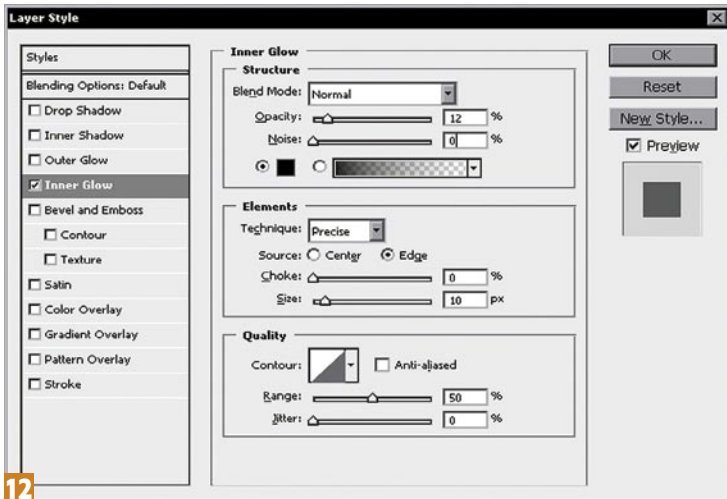 Layer Style
Styles
Blending Options: Default
Drop Shadow
Inner Shadow
Outer Glow
Inner Glow
Bevel and Emboss
Contour
Texture
Satin
Color Overlay
Gradient Overlay
Pattern Overlay
Stroke
Inner Glow
Structure
Blend Mode: Normal
Opacity: 12 %
Noise: 0 %
Elements
Technique: Precise
Source: Center Edge
Choke: 0 %
Size: 10 px
Quality
Contour: Anti-aliased
Range: 50 %
Jitter: 0 %
OK
Reset
New Style...
Preview
12